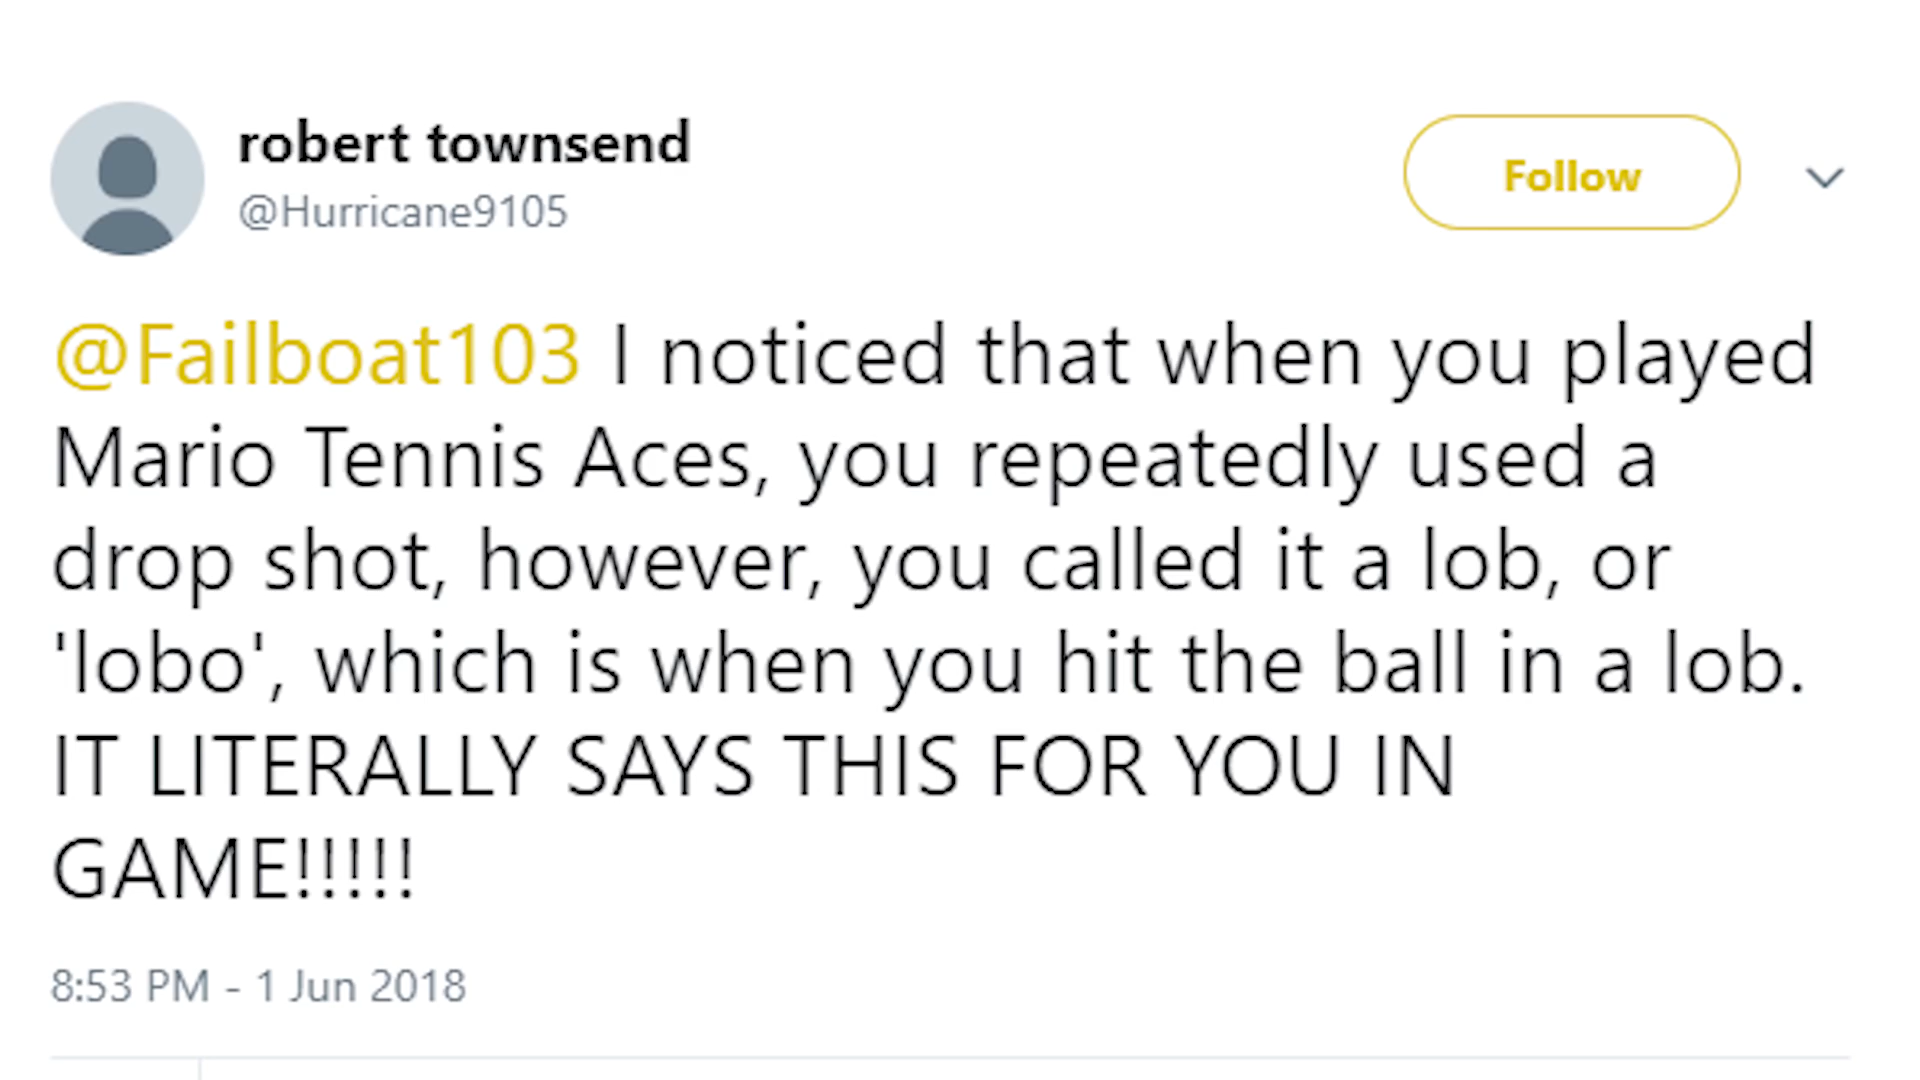 robert townsend
@Hurricane9105
Follow
@Failboat103 I noticed that when you played
Mario Tennis Aces, you repeatedly used a
drop shot, however, you called it a lob, or
'lobo', which is when you hit the ball in a lob.
IT LITERALLY SAYS THIS FOR YOU IN
GAME!!!!!
8:53 PM - 1 Jun 2018